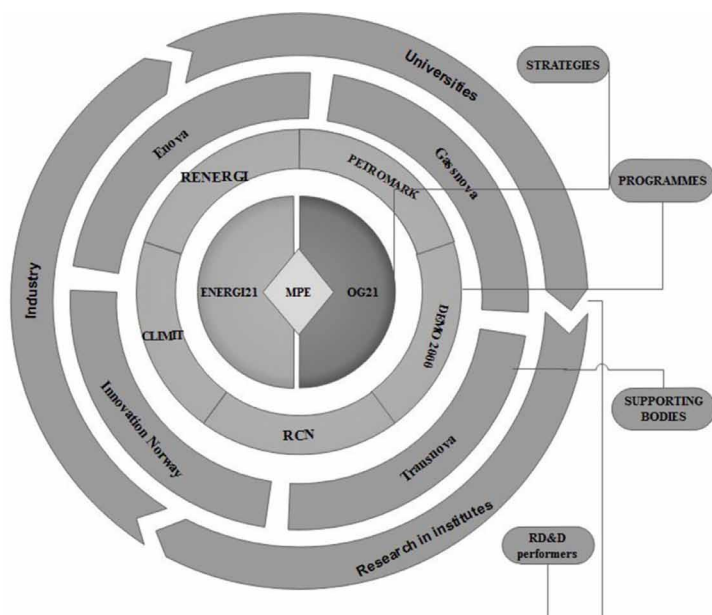 Universities
STRATEGIES
Enova
Gassnova
PETROMARK
RENERGI
PROGRAMMES
Industry
ENERGI21
MPE
OG21
CLIMIT
DEMO 2000
SUPPORTING
BODIES
Innovation Norway
RCN
Transnova
Research in institutes
RD&D
performers